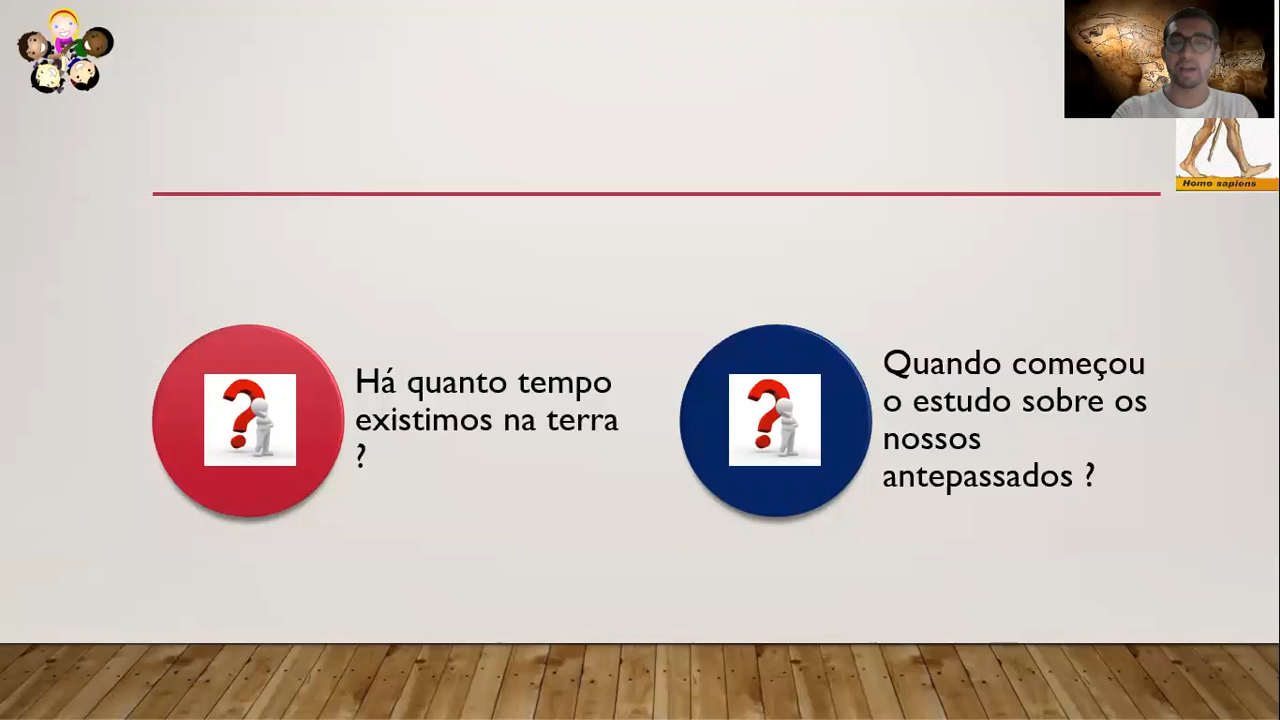 Homo sapiens
Há quanto tempo
existimos na terra
?
Quando começou
o estudo sobre os
nossos
antepassados ?